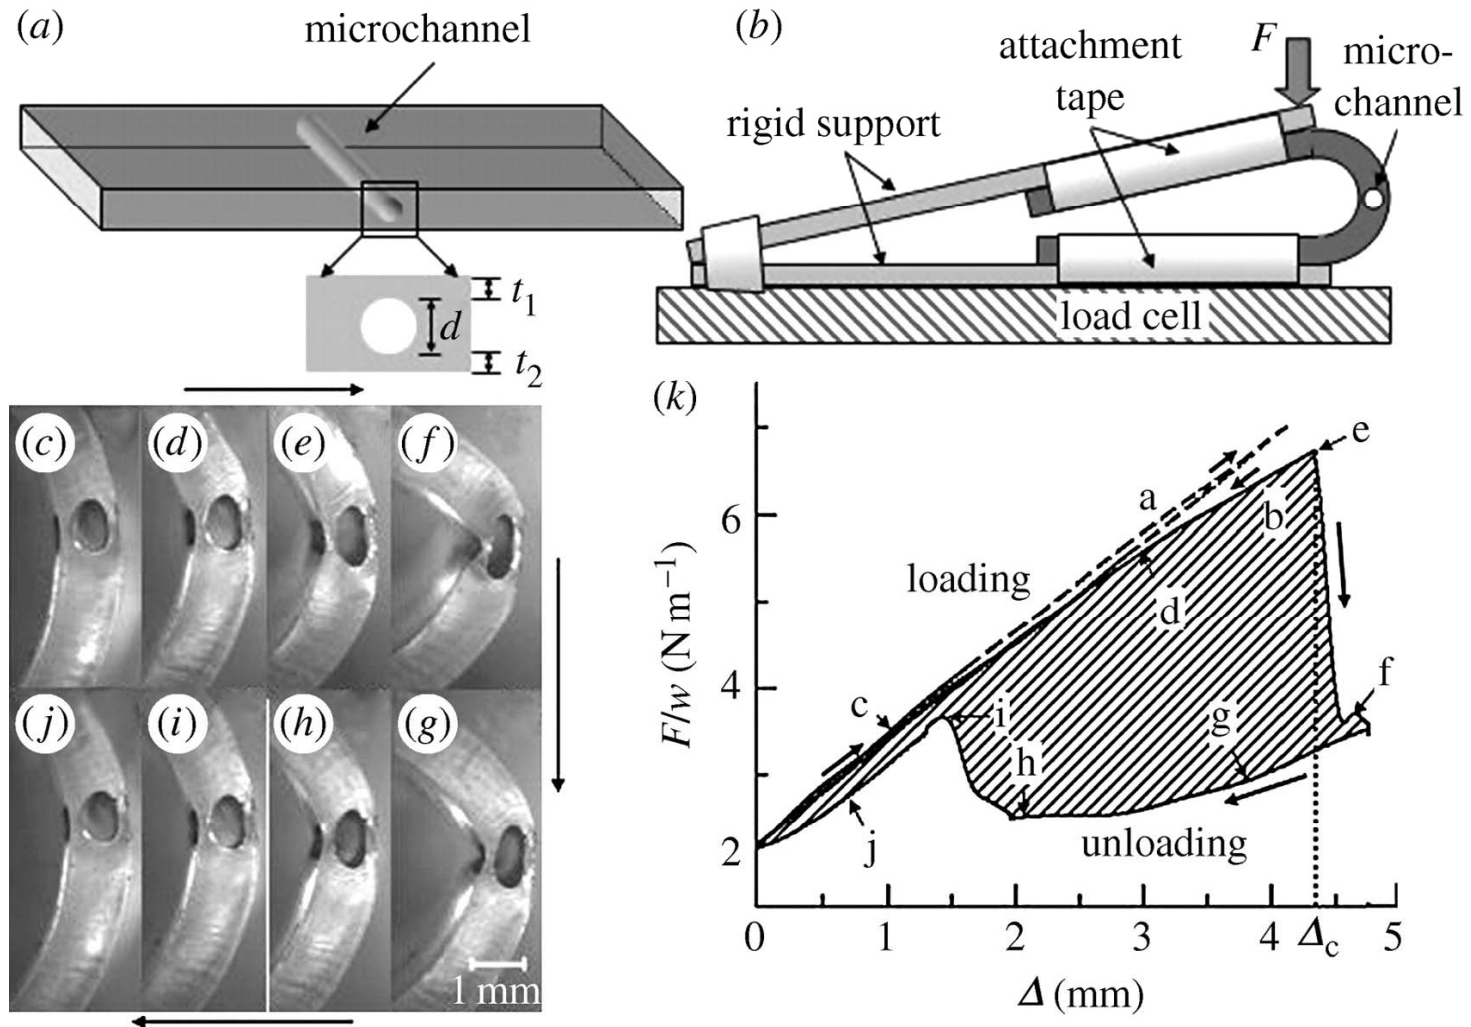 (a)
microchannel
t1
d
t2
(b)
attachment
tape
F
micro-
channel
rigid support
load cell
(c)
(d)
(e)
(f)
(j)
(i)
(h)
(g)
1 mm
(k)
F/w (N m−1)
6
4
2
loading
a
b
c
d
e
f
g
h
i
j
unloading
0
1
2
3
4
Δc
5
Δ (mm)